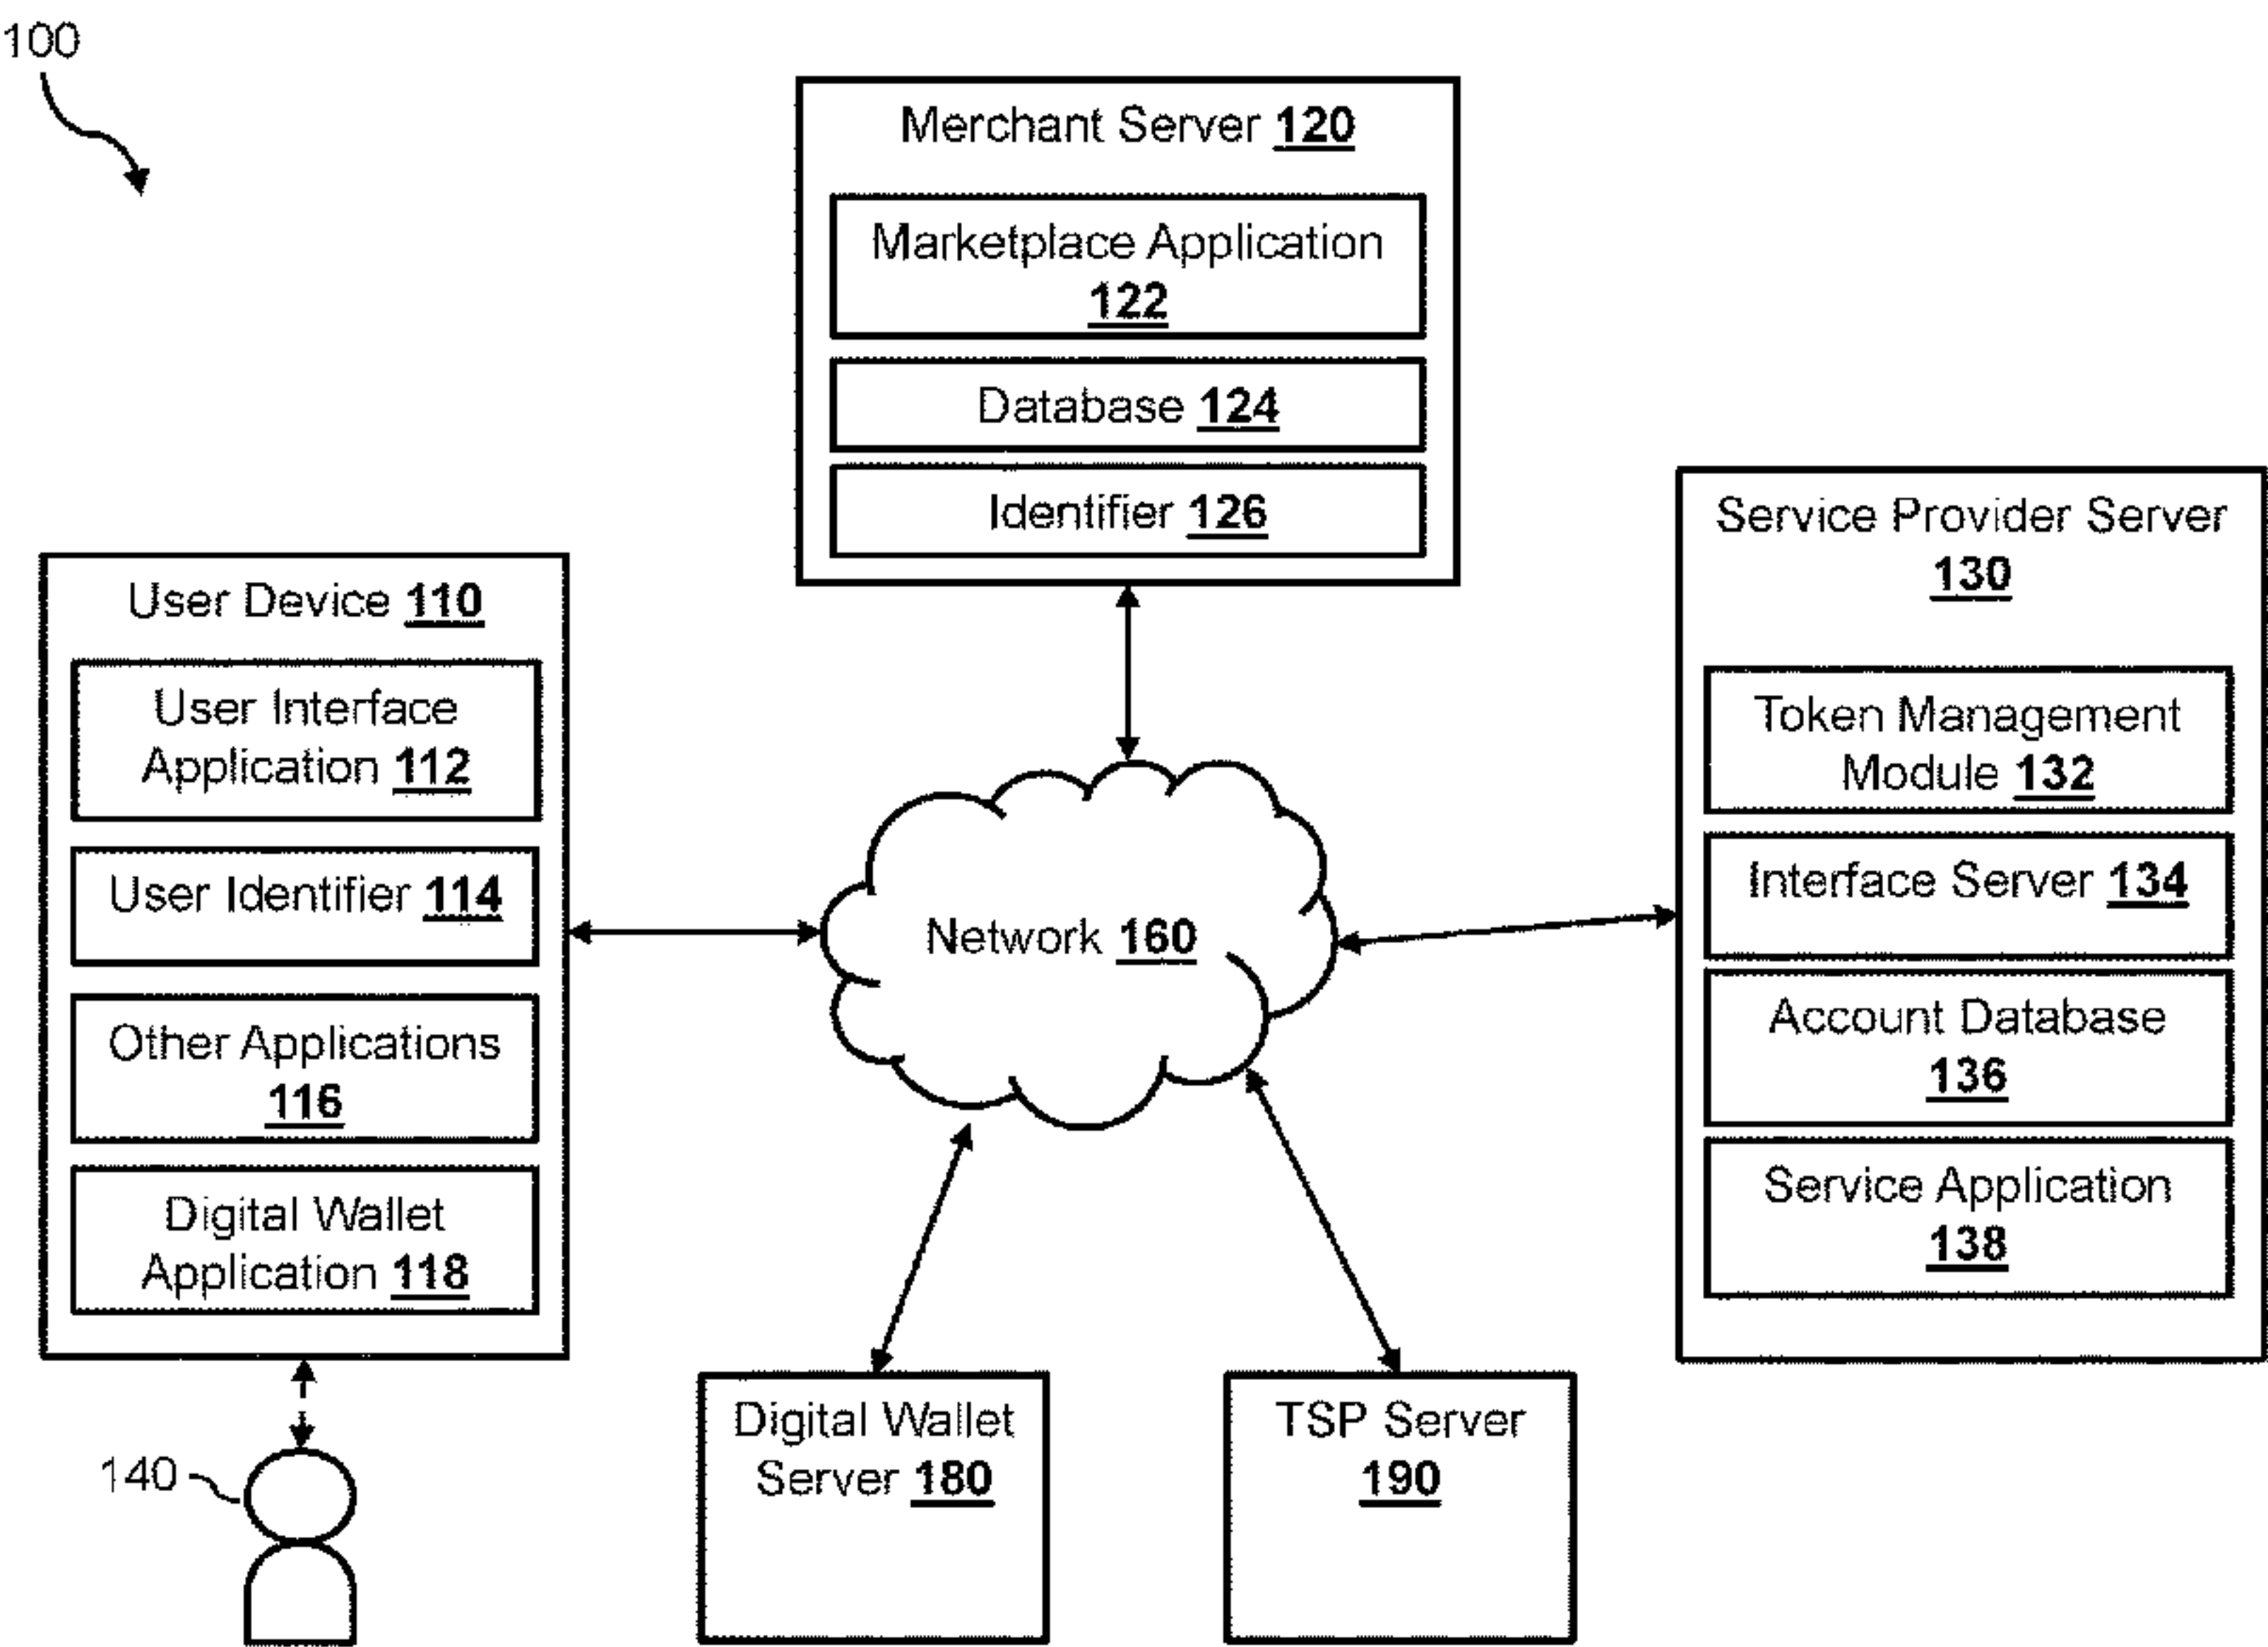 100
Merchant Server 120
Marketplace Application
122
Database 124
Identifier 126
Service Provider Server
130
Token Management
Module 132
Interface Server 134
Account Database
136
Service Application
138
User Device 110
User Interface
Application 112
User Identifier 114
Other Applications
116
Digital Wallet
Application 118
Network 160
140
Digital Wallet
Server 180
TSP Server
190